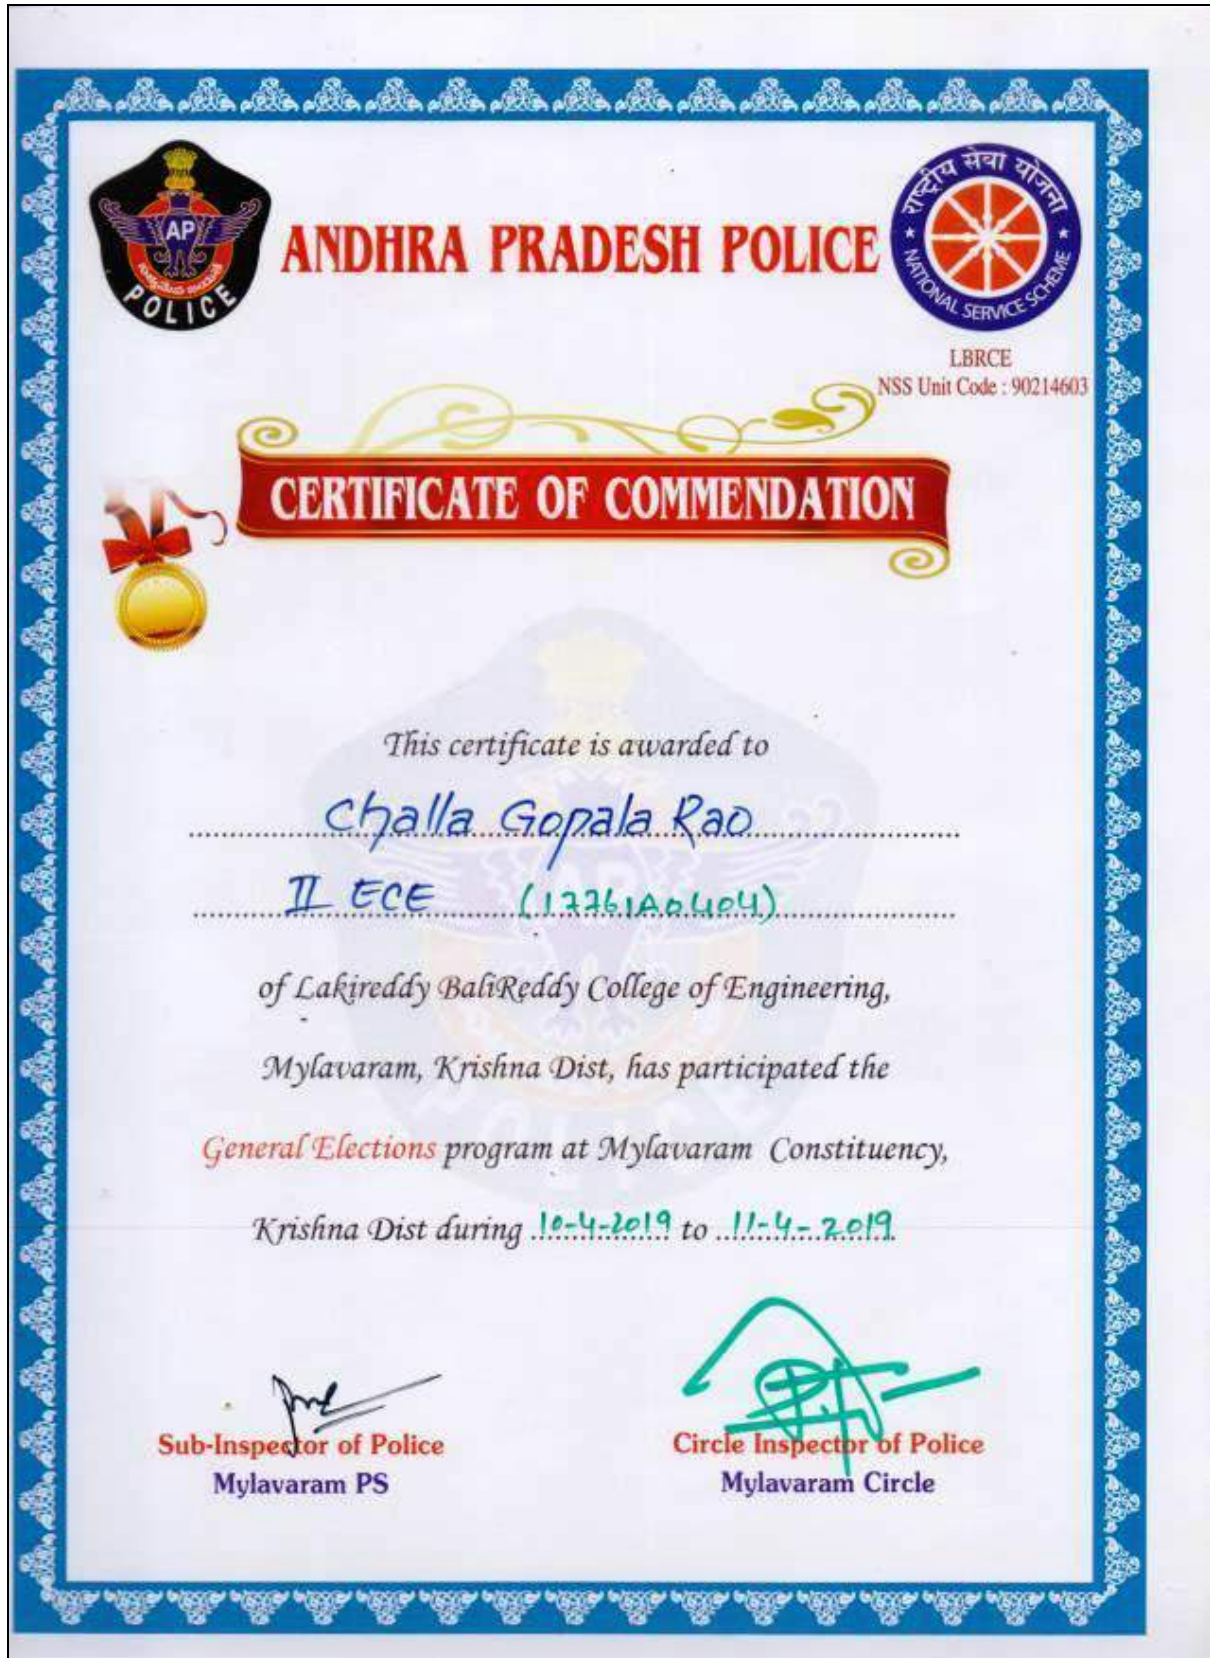 ANDHRA PRADESH POLICE
AP
POLICE
राष्ट्रीय सेवा योजना
NATIONAL SERVICE SCHEME
LBRCE
NSS Unit Code : 90214603
CERTIFICATE OF COMMENDATION
This certificate is awarded to
Challa Gopala Rao
II ECE (17761A0404)
of Lakireddy BaliReddy College of Engineering,
Mylavaram, Krishna Dist, has participated the
General Elections program at Mylavaram Constituency,
Krishna Dist during 10-4-2019 to 11-4-2019
Sub-Inspector of Police
Mylavaram PS
Circle Inspector of Police
Mylavaram Circle